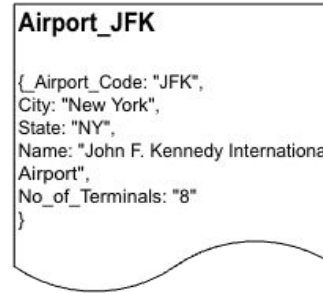 Airport_JFK
{_Airport_Code: "JFK",
City: "New York",
State: "NY",
Name: "John F. Kennedy Internationa
Airport",
No_of_Terminals: "8"
}